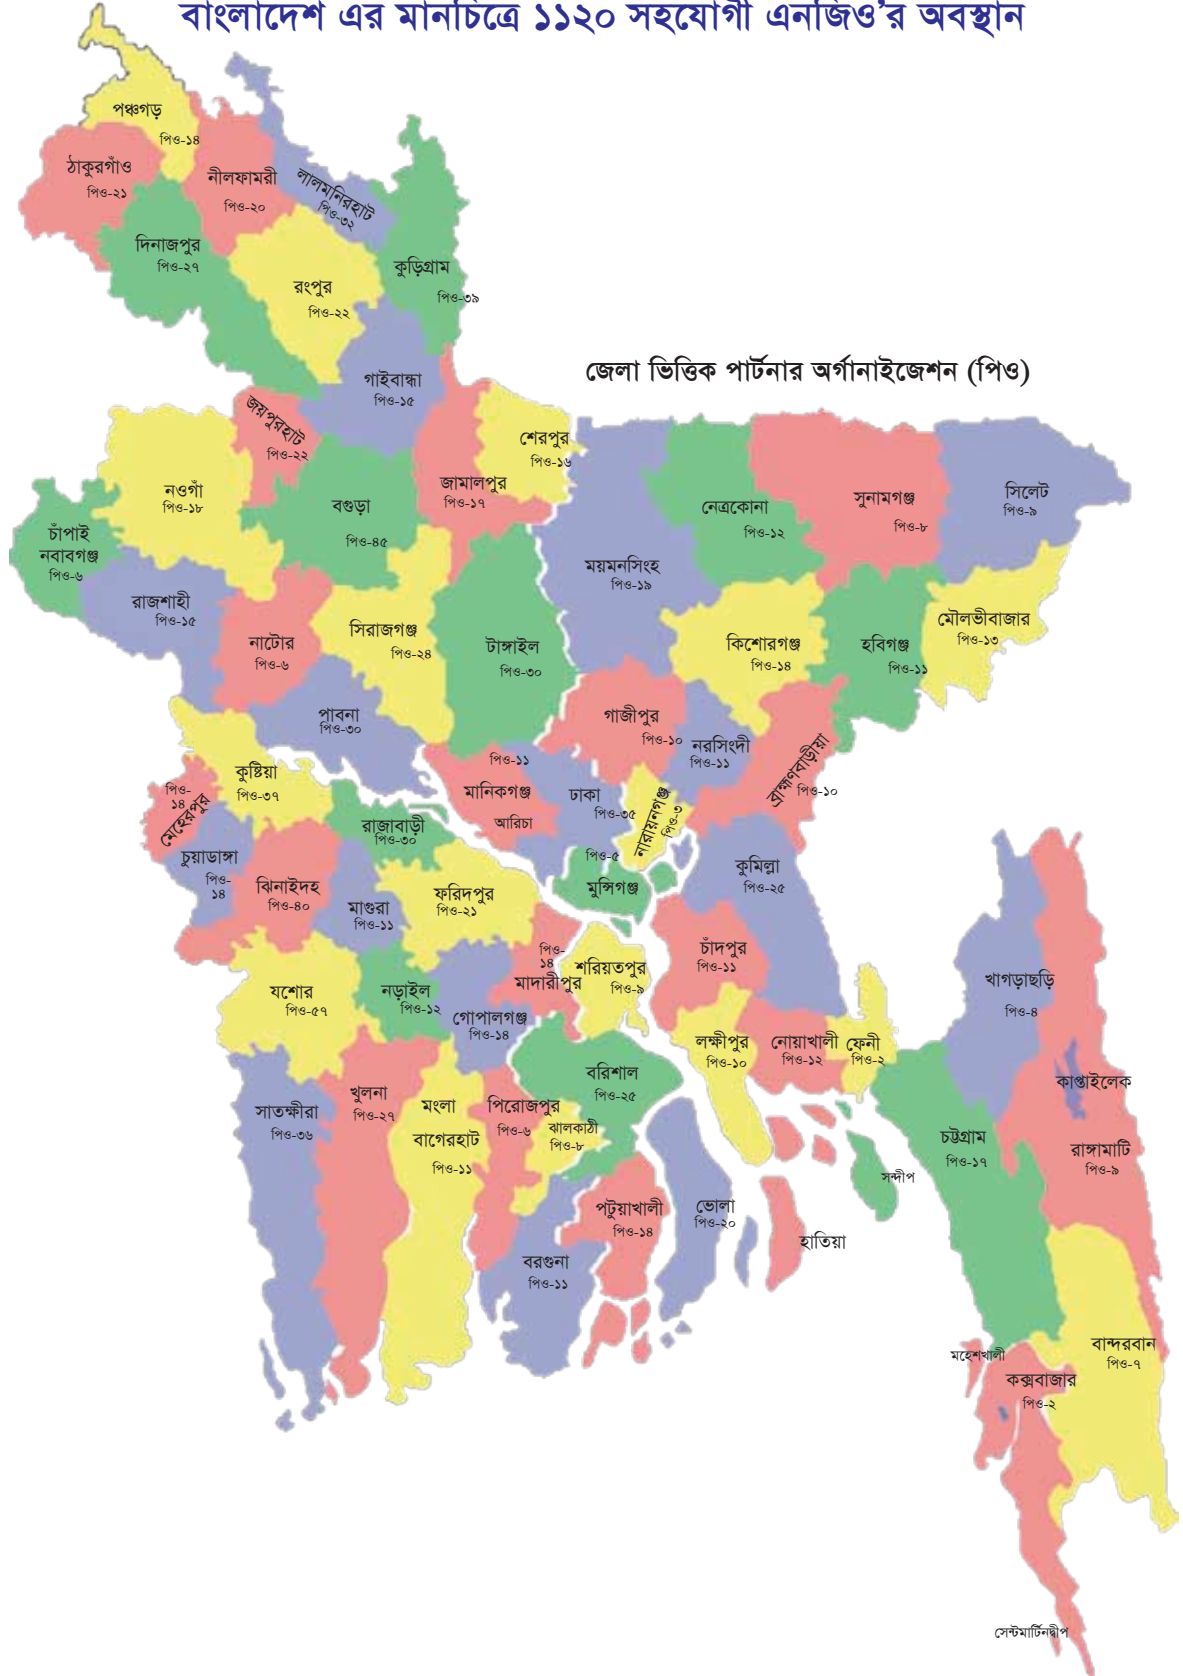 বাংলাদেশ এর মানচিত্রে ১১২০ সহযোগী এনজিও'র অবস্থান
পঞ্চগড়
পিও-১৪
ঠাকুরগাঁও
পিও-২১
নীলফামরী
পিও-২০
লালমনিরহাট
পিও-৩২
দিনাজপুর
পিও-২৭
কুড়িগ্রাম
পিও-৩৯
রংপুর
পিও-২২
জেলা ভিত্তিক পার্টনার অর্গানাইজেশন (পিও)
গাইবান্ধা
পিও-১৫
জয়পুরহাট
পিও-২২
শেরপুর
পিও-১৬
জামালপুর
পিও-১৭
নওগাঁ
পিও-১৮
বগুড়া
পিও-৪৫
নেত্রকোনা
পিও-১২
সুনামগঞ্জ
পিও-৮
সিলেট
পিও-৯
চাঁপাই
নবাবগঞ্জ
পিও-৬
ময়মনসিংহ
পিও-১৯
রাজশাহী
পিও-১৫
নাটোর
পিও-৬
সিরাজগঞ্জ
পিও-২৪
টাঙ্গাইল
পিও-৩০
কিশোরগঞ্জ
পিও-১৪
হবিগঞ্জ
পিও-১১
মৌলভীবাজার
পিও-১৩
পাবনা
পিও-৩০
গাজীপুর
পিও-১০
নরসিংদী
পিও-১১
ব্রাহ্মণবাড়ীয়া
পিও-১০
কুষ্টিয়া
পিও-৩৭
পিও-১১
মানিকগঞ্জ
আরিচা
ঢাকা
পিও-৩৫
নারায়নগঞ্জ
পিও-৩
পিও-
১৪
মেহেরপুর
রাজাবাড়ী
পিও-৩০
পিও-৫
মুন্সিগঞ্জ
চুয়াডাঙ্গা
পিও-
১৪
ঝিনাইদহ
পিও-৪০
মাগুরা
পিও-১১
ফরিদপুর
পিও-২১
কুমিল্লা
পিও-২৫
পিও-
১৪
মাদারীপুর
শরিয়তপুর
পিও-৯
চাঁদপুর
পিও-১১
খাগড়াছড়ি
পিও-৪
যশোর
পিও-৫৭
নড়াইল
পিও-১২
গোপালগঞ্জ
পিও-১৪
লক্ষীপুর
পিও-১০
নোয়াখালী
পিও-১২
ফেনী
পিও-২
বরিশাল
পিও-২৫
কাপ্তাইলেক
সাতক্ষীরা
পিও-৩৬
খুলনা
পিও-২৭
মংলা
বাগেরহাট
পিও-১১
পিরোজপুর
পিও-৬
ঝালকাঠী
পিও-৮
চট্টগ্রাম
পিও-১৭
রাঙ্গামাটি
পিও-৯
সন্দীপ
পটুয়াখালী
পিও-১৪
ভোলা
পিও-২০
হাতিয়া
বরগুনা
পিও-১১
বান্দরবান
পিও-৭
মহেশখালী
কক্সবাজার
পিও-২
সেন্টমার্টিনদ্বীপ